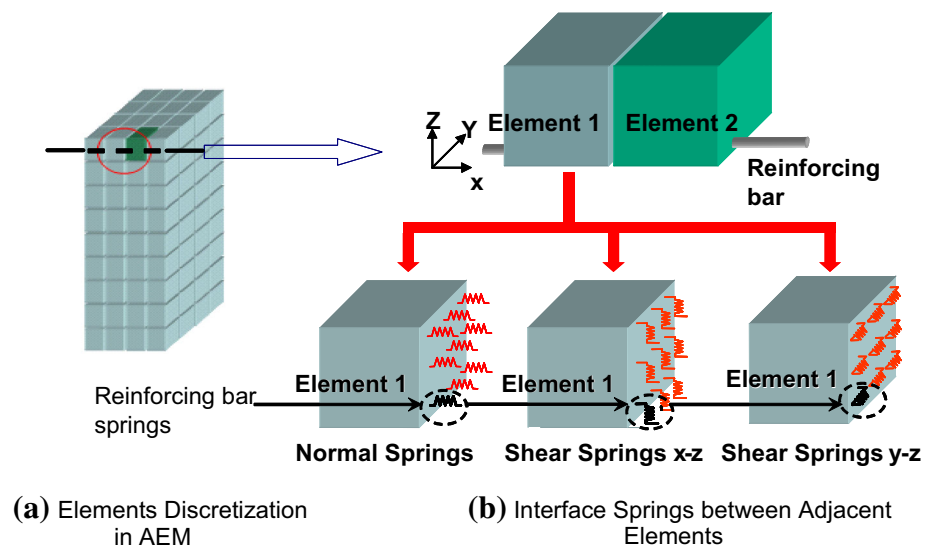 Element 1
Element 2
Z
Y
x
Reinforcing
bar
Reinforcing bar
springs
Element 1
Element 1
Element 1
Normal Springs
Shear Springs x-z
Shear Springs y-z
(a) Elements Discretization
in AEM
(b) Interface Springs between Adjacent
Elements